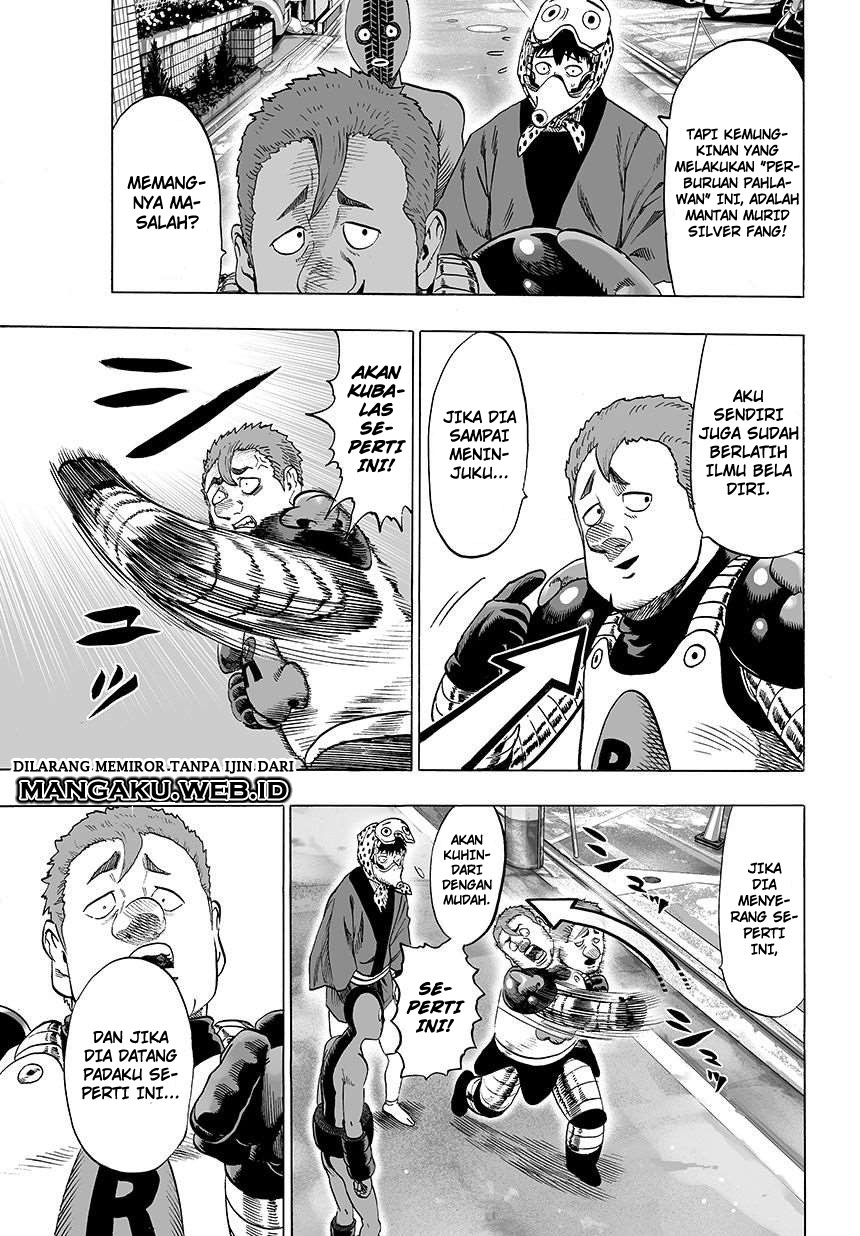 TAPI KEMUNG-
KINAN YANG
MELAKUKAN "PER-
BURUAN PAHLA-
WAN" INI, ADALAH
MANTAN MURID
SILVER FANG!
MEMANG-
NYA MA-
SALAH?
AKU
SENDIRI
JUGA SUDAH
BERLATIH
ILMU BELA
DIRI.
JIKA DIA
SAMPAI
MENIN-
JUKU...
R
AKAN
KUBA-
LAS
SE-
PERTI
INI!
シ
ュッ
R
DILARANG MEMIROR TANPA IJIN DARI
MANGAKU.WEB.ID
JIKA
DIA
MENYE-
RANG SE-
PERTI
INI,
AKAN
KUHIN-
DARI
DENGAN
MUDAH.
SE-
PERTI
INI!
DAN JIKA
DIA DATANG
PADAKU SE-
PERTI INI...
R